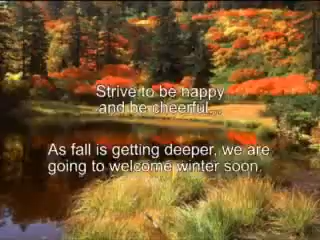 Strive to be happy
and be cheerful...
As fall is getting deeper, we are
going to welcome winter soon.